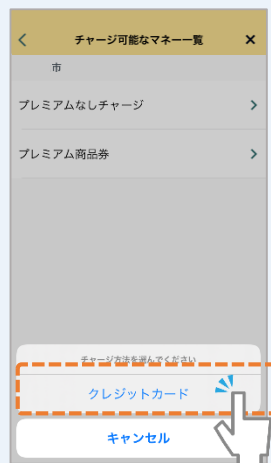 チャージ可能なマネー一覧
市
プレミアムなしチャージ
プレミアム商品券
チャージ方法を選んでください
クレジットカード
キャンセル